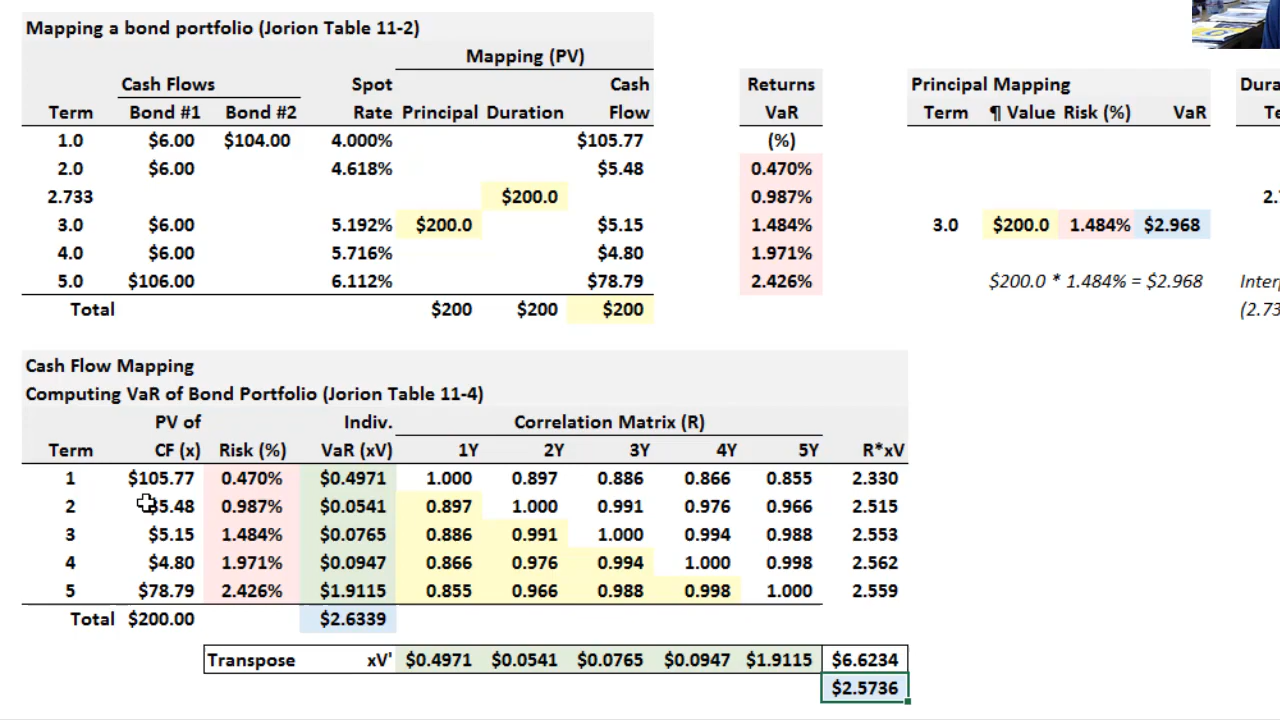 Mapping a bond portfolio (Jorion Table 11-2)
Mapping (PV)
Cash Flows Spot Cash
Term Bond #1 Bond #2 Rate Principal Duration Flow
1.0 $6.00 $104.00 4.000% $105.77
2.0 $6.00 4.618% $5.48
2.733 $200.0
3.0 $6.00 5.192% $200.0 $5.15
4.0 $6.00 5.716% $4.80
5.0 $106.00 6.112% $78.79
Total $200 $200 $200
Returns
VaR
(%)
0.470%
0.987%
1.484%
1.971%
2.426%
Principal Mapping
Term ¶ Value Risk (%) VaR
3.0 $200.0 1.484% $2.968
$200.0 * 1.484% = $2.968
Dura
Te
2.7
Interp
(2.73
Cash Flow Mapping
Computing VaR of Bond Portfolio (Jorion Table 11-4)
PV of Indiv. Correlation Matrix (R)
Term CF (x) Risk (%) VaR (xV) 1Y 2Y 3Y 4Y 5Y R*xV
1 $105.77 0.470% $0.4971 1.000 0.897 0.886 0.866 0.855 2.330
2 $5.48 0.987% $0.0541 0.897 1.000 0.991 0.976 0.966 2.515
3 $5.15 1.484% $0.0765 0.886 0.991 1.000 0.994 0.988 2.553
4 $4.80 1.971% $0.0947 0.866 0.976 0.994 1.000 0.998 2.562
5 $78.79 2.426% $1.9115 0.855 0.966 0.988 0.998 1.000 2.559
Total $200.00 $2.6339
Transpose xV' $0.4971 $0.0541 $0.0765 $0.0947 $1.9115 $6.6234
$2.5736